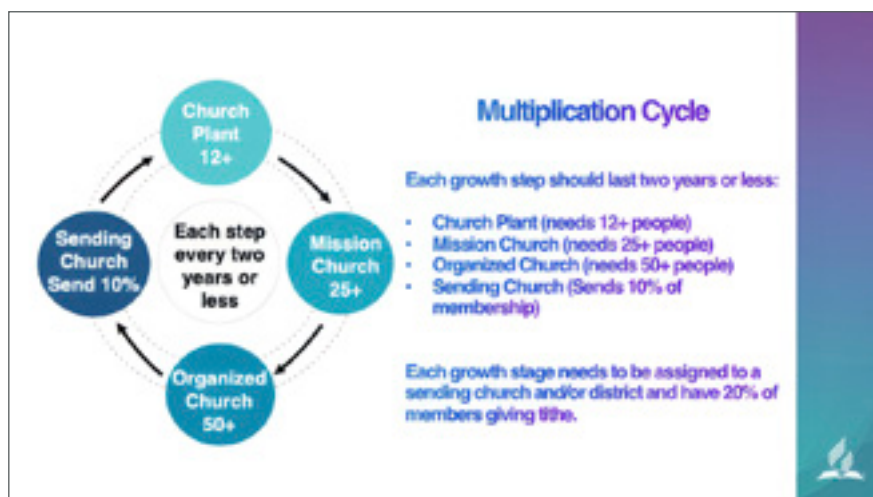 Church
Plant
12+
Sending
Church
Send 10%
Each step
every two
years or
less
Mission
Church
25+
Organized
Church
50+
Multiplication Cycle
Each growth step should last two years or less:
• Church Plant (needs 12+ people)
• Mission Church (needs 25+ people)
• Organized Church (needs 50+ people)
• Sending Church (Sends 10% of
membership)
Each growth stage needs to be assigned to a
sending church and/or district and have 20% of
members giving tithe.